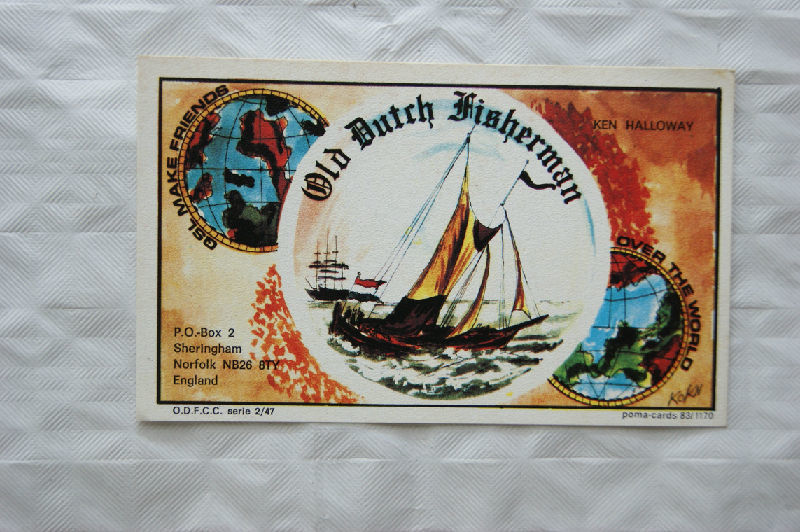 QSL MAKE FRIENDS
Old Dutch Fisherman
KEN HALLOWAY
OVER THE WORLD
P.O.-Box 2
Sheringham
Norfolk NB26 8TY
England
KoKo
O.D.F.C.C. serie 2/47
poma-cards 83/1170